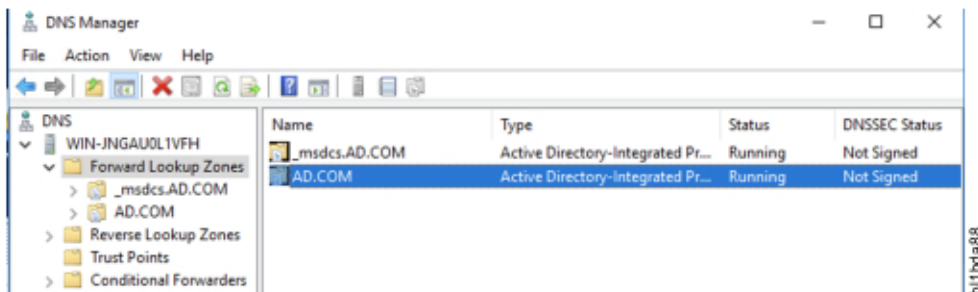 DNS Manager
File Action View Help
DNS
WIN-JNGAU0L1VFH
Forward Lookup Zones
_msdcs.AD.COM
AD.COM
Reverse Lookup Zones
Trust Points
Conditional Forwarders
Name Type Status DNSSEC Status
_msdcs.AD.COM Active Directory-Integrated Pr... Running Not Signed
AD.COM Active Directory-Integrated Pr... Running Not Signed